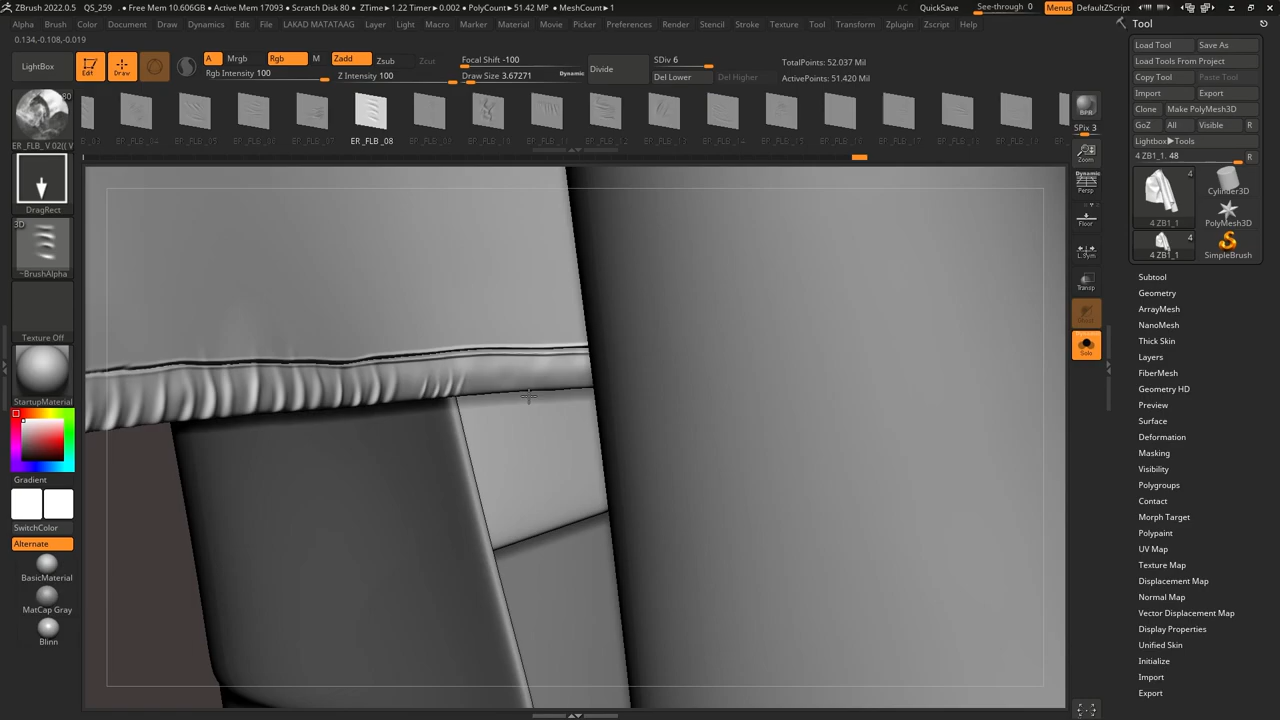 ZBrush 2022.0.5 QS_259 • Free Mem 10.606GB • Active Mem 17093 • Scratch Disk 80 • ZTime▸1.22 Timer▸0.002 • PolyCount▸51.42 MP • MeshCount▸1 AC QuickSave See-through 0 Menus DefaultZScript
Alpha Brush Color Document Draw Dynamics Edit File LAKAD MATATAAG Layer Light Macro Marker Material Movie Picker Preferences Render Stencil Stroke Texture Tool Transform Zplugin Zscript Help
0.134,-0.108,-0.019
LightBox Edit Draw
A Mrgb Rgb M Zadd Zsub Zcut
Rgb Intensity 100 Z Intensity 100
Focal Shift -100
Draw Size 3.67271 Dynamic
Divide
SDiv 6
Del Lower Del Higher
TotalPoints: 52.037 Mil
ActivePoints: 51.420 Mil
80
ER_FLB_V 02(( V
ER_FLB_08
DragRect
3D
~BrushAlpha
Texture Off
StartupMaterial
Gradient
SwitchColor
Alternate
BasicMaterial
MatCap Gray
Blinn
BPR
SPix 3
Zoom
Dynamic
Persp
Floor
L.Sym
Transp
Solo
Tool
Load Tool Save As
Load Tools From Project
Copy Tool Paste Tool
Import Export
Clone Make PolyMesh3D
GoZ All Visible R
Lightbox▶Tools
4 ZB1_1. 48 R
4
4 ZB1_1
Cylinder3D
PolyMesh3D
4
4 ZB1_1
SimpleBrush
Subtool
Geometry
ArrayMesh
NanoMesh
Thick Skin
Layers
FiberMesh
Geometry HD
Preview
Surface
Deformation
Masking
Visibility
Polygroups
Contact
Morph Target
Polypaint
UV Map
Texture Map
Displacement Map
Normal Map
Vector Displacement Map
Display Properties
Unified Skin
Initialize
Import
Export